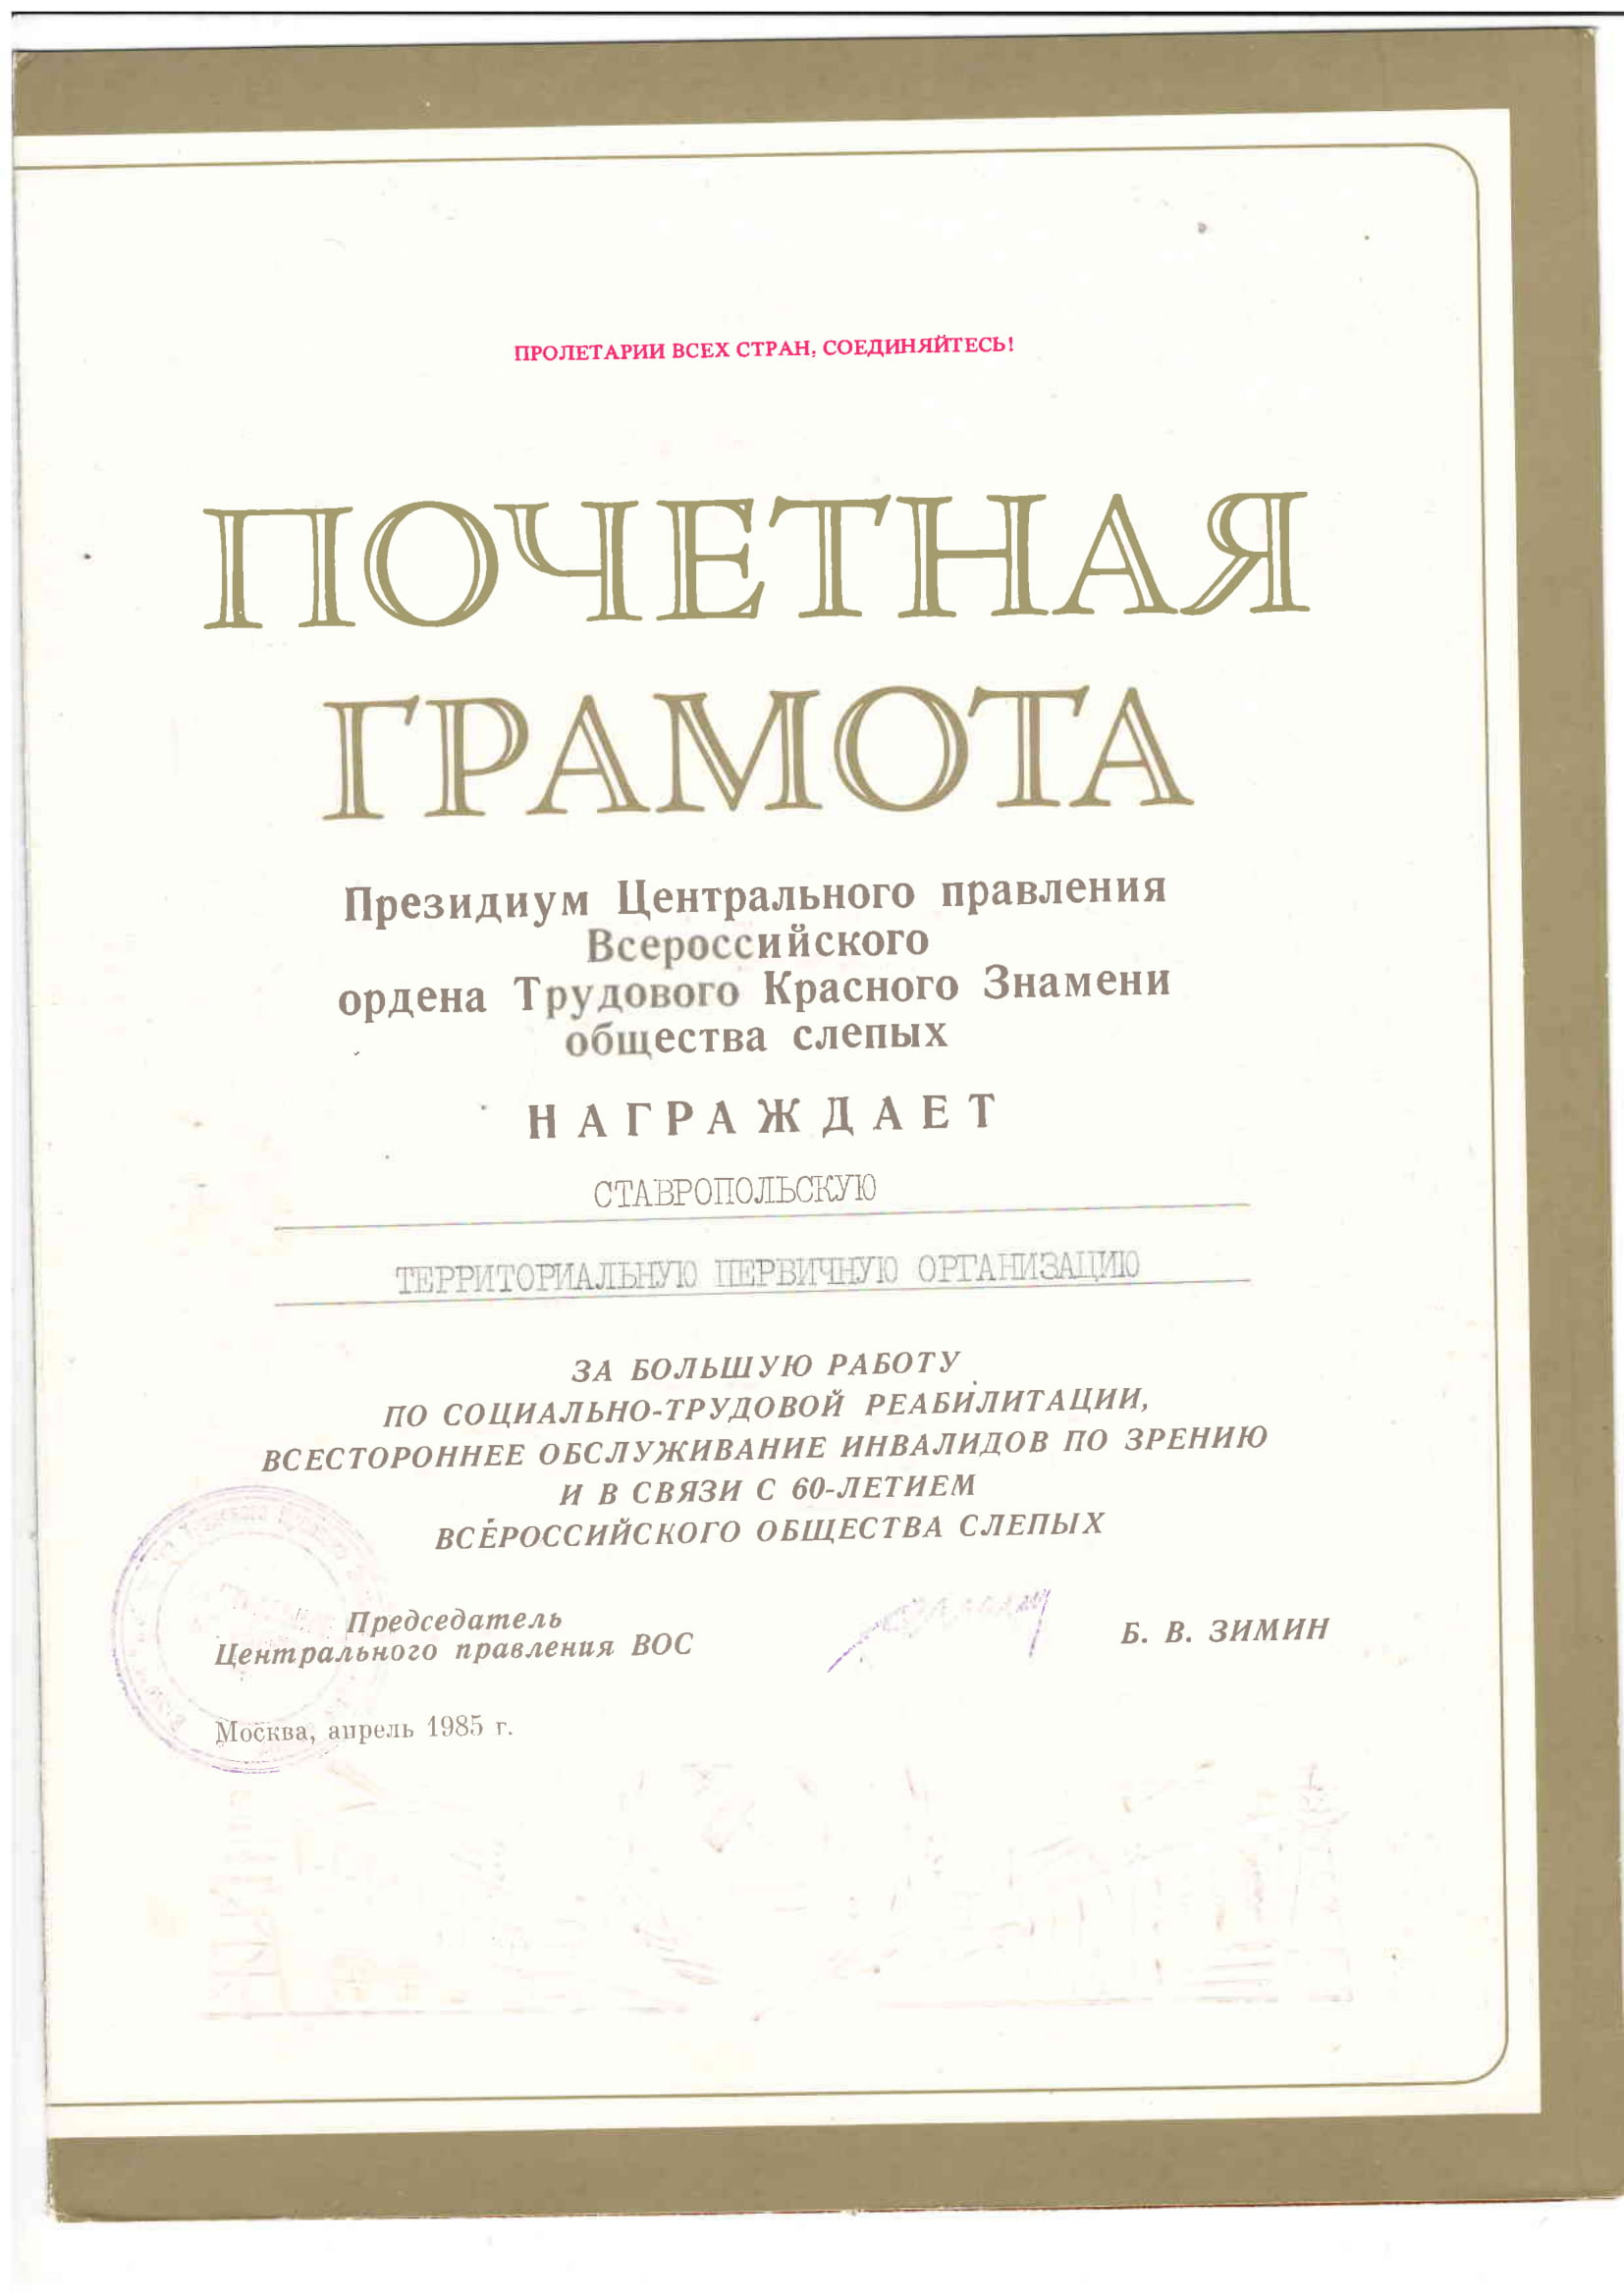 ПРОЛЕТАРИИ ВСЕХ СТРАН, СОЕДИНЯЙТЕСЬ!
ПОЧЕТНАЯ
ГРАМОТА
Президиум Центрального правления
Всероссийского
ордена Трудового Красного Знамени
общества слепых
НАГРАЖДАЕТ
СТАВРОПОЛЬСКУЮ
ТЕРРИТОРИАЛЬНУЮ ПЕРВИЧНУЮ ОРГАНИЗАЦИЮ
ЗА БОЛЬШУЮ РАБОТУ
ПО СОЦИАЛЬНО-ТРУДОВОЙ РЕАБИЛИТАЦИИ,
ВСЕСТОРОННЕЕ ОБСЛУЖИВАНИЕ ИНВАЛИДОВ ПО ЗРЕНИЮ
И В СВЯЗИ С 60-ЛЕТИЕМ
ВСЕРОССИЙСКОГО ОБЩЕСТВА СЛЕПЫХ
Председатель
Центрального правления ВОС
Б. В. ЗИМИН
Москва, апрель 1985 г.